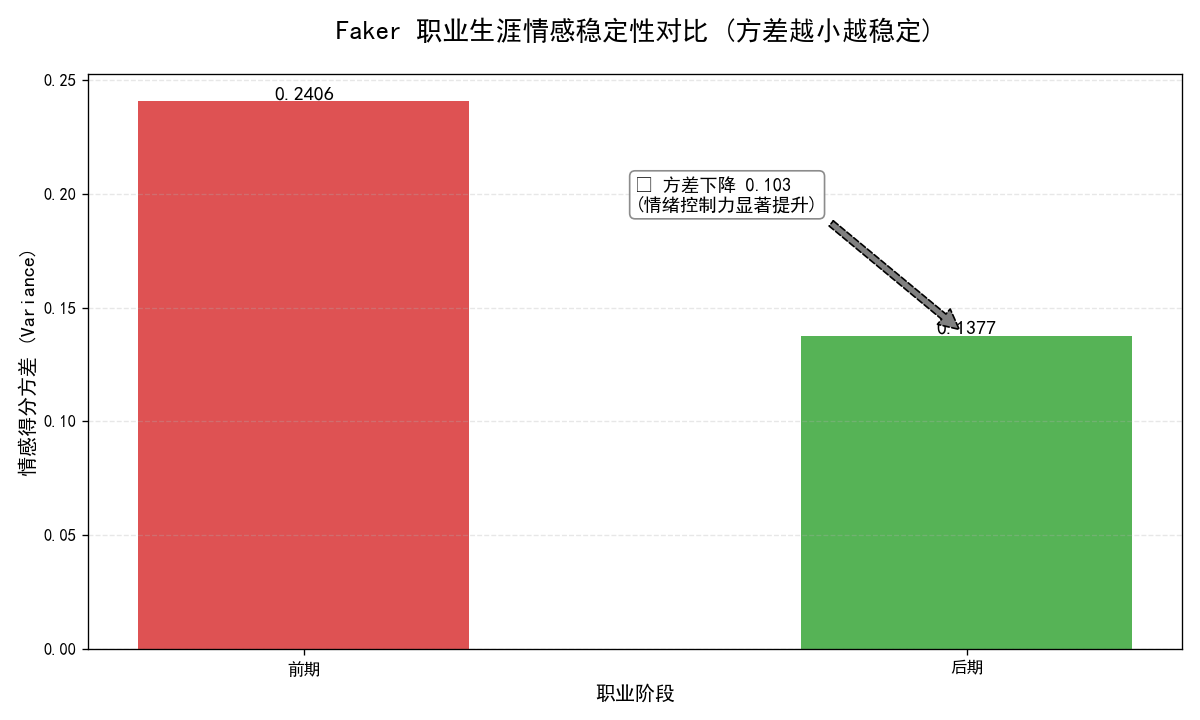 Faker 职业生涯情感稳定性对比 (方差越小越稳定)
0.25
0.20
0.15
0.10
0.05
0.00
情感得分方差 (Variance)
0.2406
□ 方差下降 0.103
(情绪控制力显著提升)
0.1377
前期
后期
职业阶段